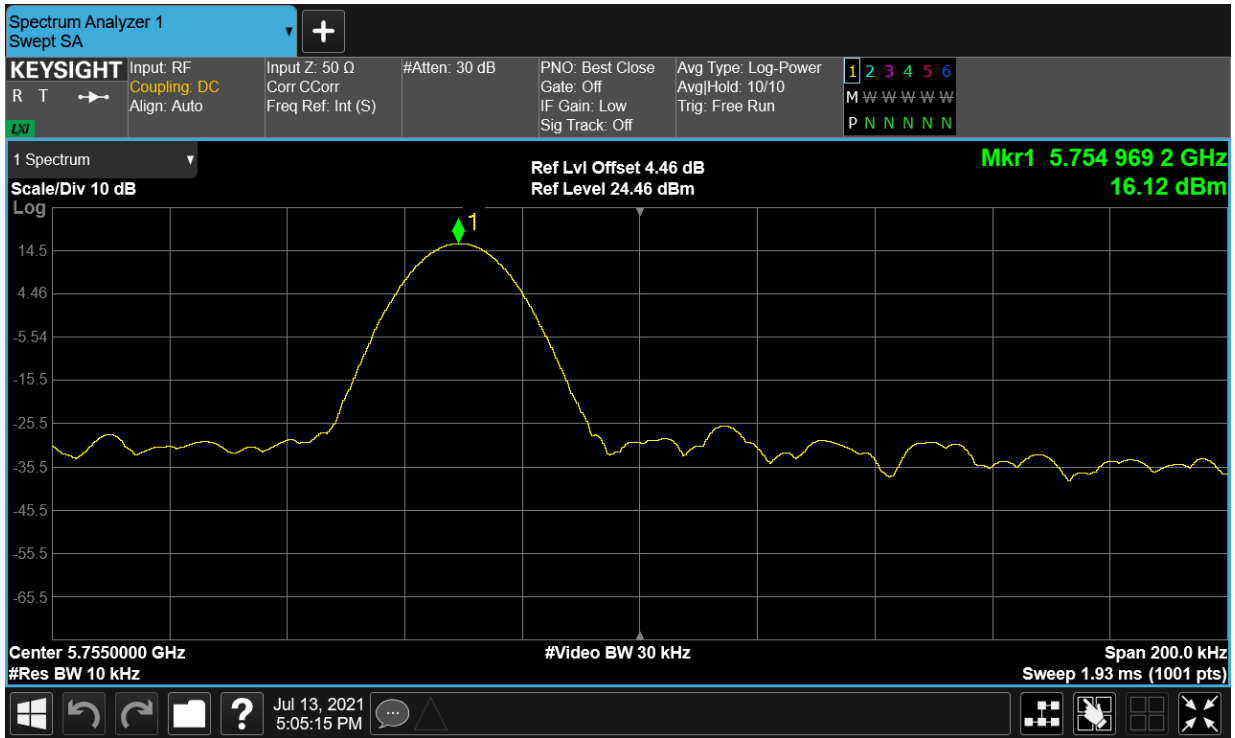 Spectrum Analyzer 1
Swept SA
+
KEYSIGHT
R T
LXI
Input: RF
Coupling: DC
Align: Auto
Input Z: 50 Ω
Corr CCorr
Freq Ref: Int (S)
#Atten: 30 dB
PNO: Best Close
Gate: Off
IF Gain: Low
Sig Track: Off
Avg Type: Log-Power
Avg|Hold: 10/10
Trig: Free Run
1 2 3 4 5 6
M W W W W W
P N N N N N
1 Spectrum
Scale/Div 10 dB
Log
Ref Lvl Offset 4.46 dB
Ref Level 24.46 dBm
Mkr1 5.754 969 2 GHz
16.12 dBm
1
14.5
4.46
-5.54
-15.5
-25.5
-35.5
-45.5
-55.5
-65.5
Center 5.7550000 GHz
#Video BW 30 kHz
Span 200.0 kHz
#Res BW 10 kHz
Sweep 1.93 ms (1001 pts)
?
Jul 13, 2021
5:05:15 PM